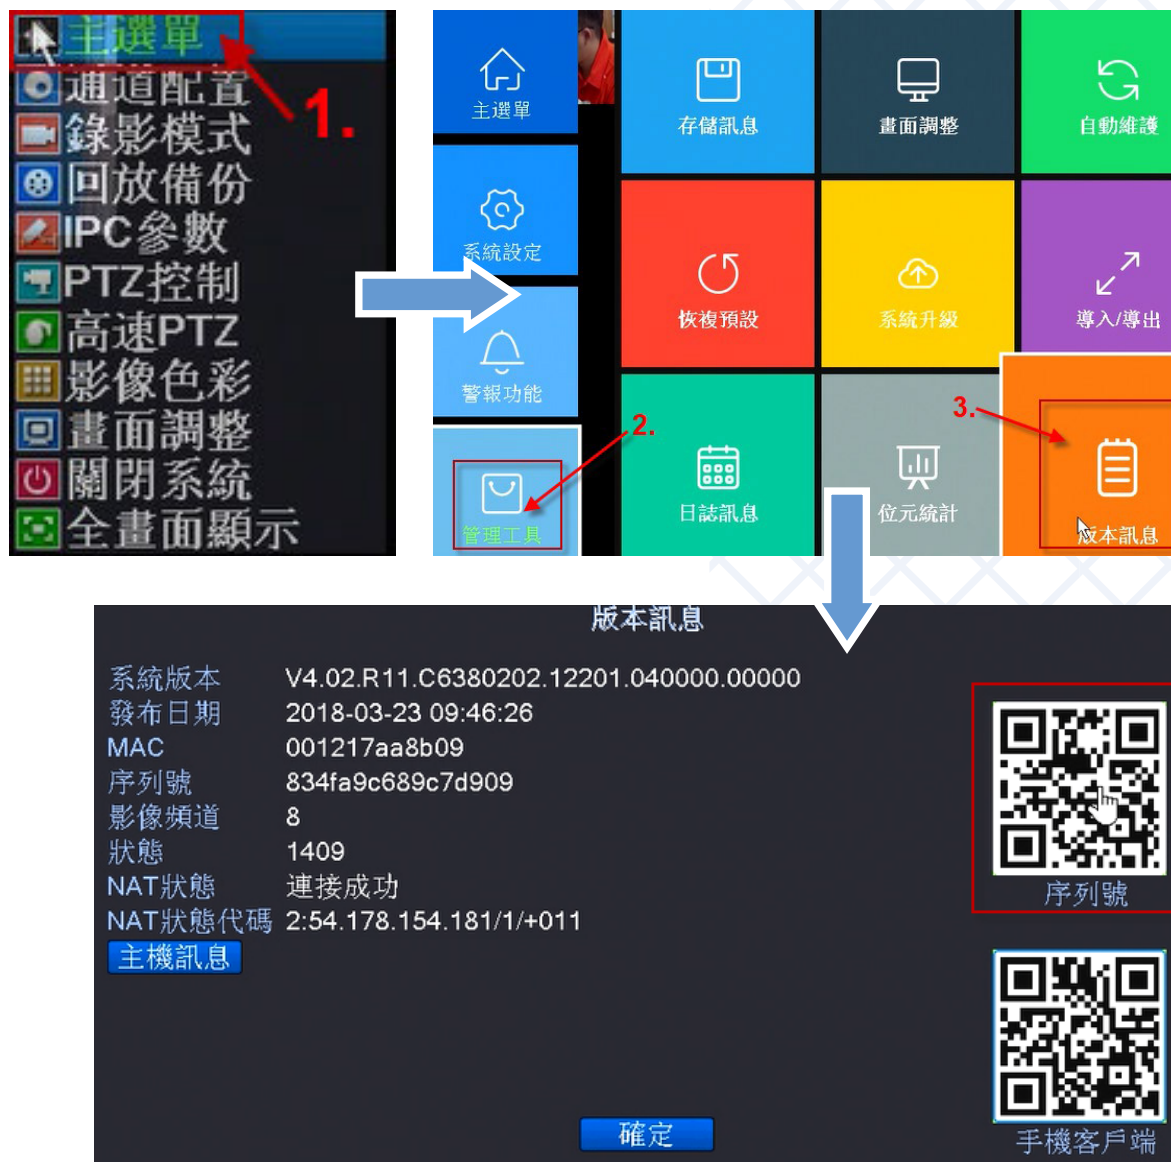 主選單
1.
通道配置
錄影模式
回放備份
IPC參數
PTZ控制
高速PTZ
影像色彩
畫面調整
關閉系統
全畫面顯示
主選單
系統設定
警報功能
管理工具
2.
存儲訊息
畫面調整
自動維護
恢複預設
系統升級
導入/導出
日誌訊息
位元統計
3.
版本訊息
版本訊息
系統版本 V4.02.R11.C6380202.12201.040000.00000
發布日期 2018-03-23 09:46:26
MAC 001217aa8b09
序列號 834fa9c689c7d909
影像頻道 8
狀態 1409
NAT狀態 連接成功
NAT狀態代碼 2:54.178.154.181/1/+011
主機訊息
序列號
手機客戶端
確定